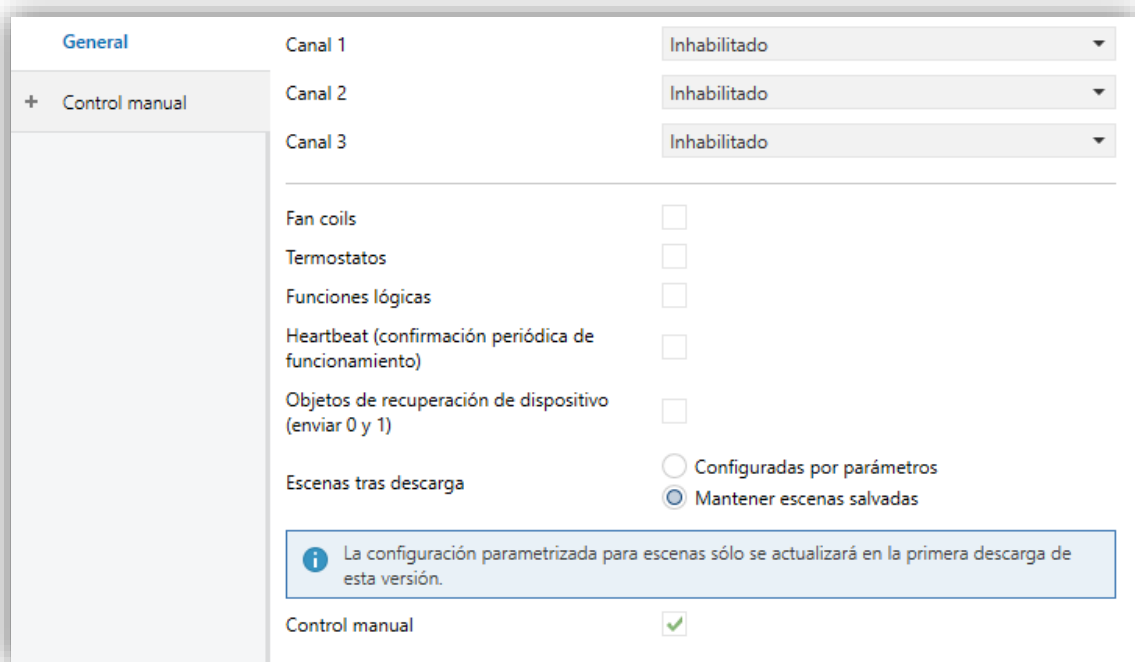 General
+ Control manual
Canal 1 Inhabilitado
Canal 2 Inhabilitado
Canal 3 Inhabilitado
Fan coils
Termostatos
Funciones lógicas
Heartbeat (confirmación periódica de
funcionamiento)
Objetos de recuperación de dispositivo
(enviar 0 y 1)
Escenas tras descarga
Configuradas por parámetros
Mantener escenas salvadas
La configuración parametrizada para escenas sólo se actualizará en la primera descarga de
esta versión.
Control manual